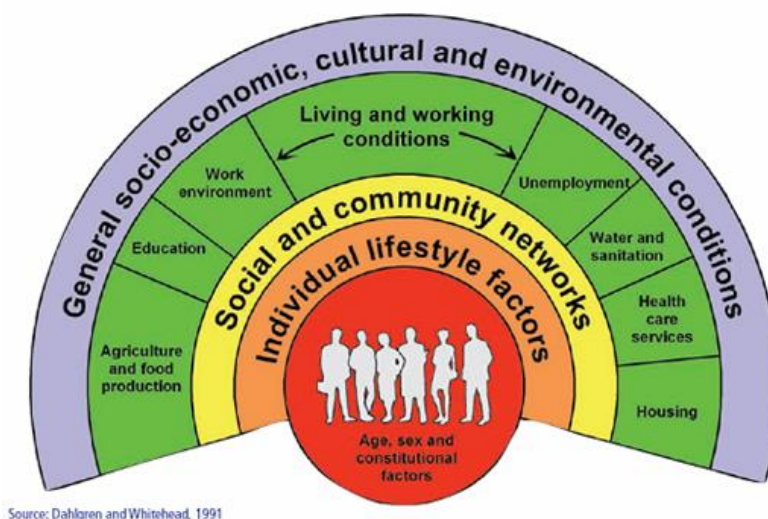 General socio-economic, cultural and environmental conditions
Living and working
conditions
Work
environment
Unemployment
Education
Water and
sanitation
Agriculture
and food
production
Health
care
services
Housing
Social and community networks
Individual lifestyle factors
Age, sex and
constitutional
factors
Source: Dahlgren and Whitehead, 1991